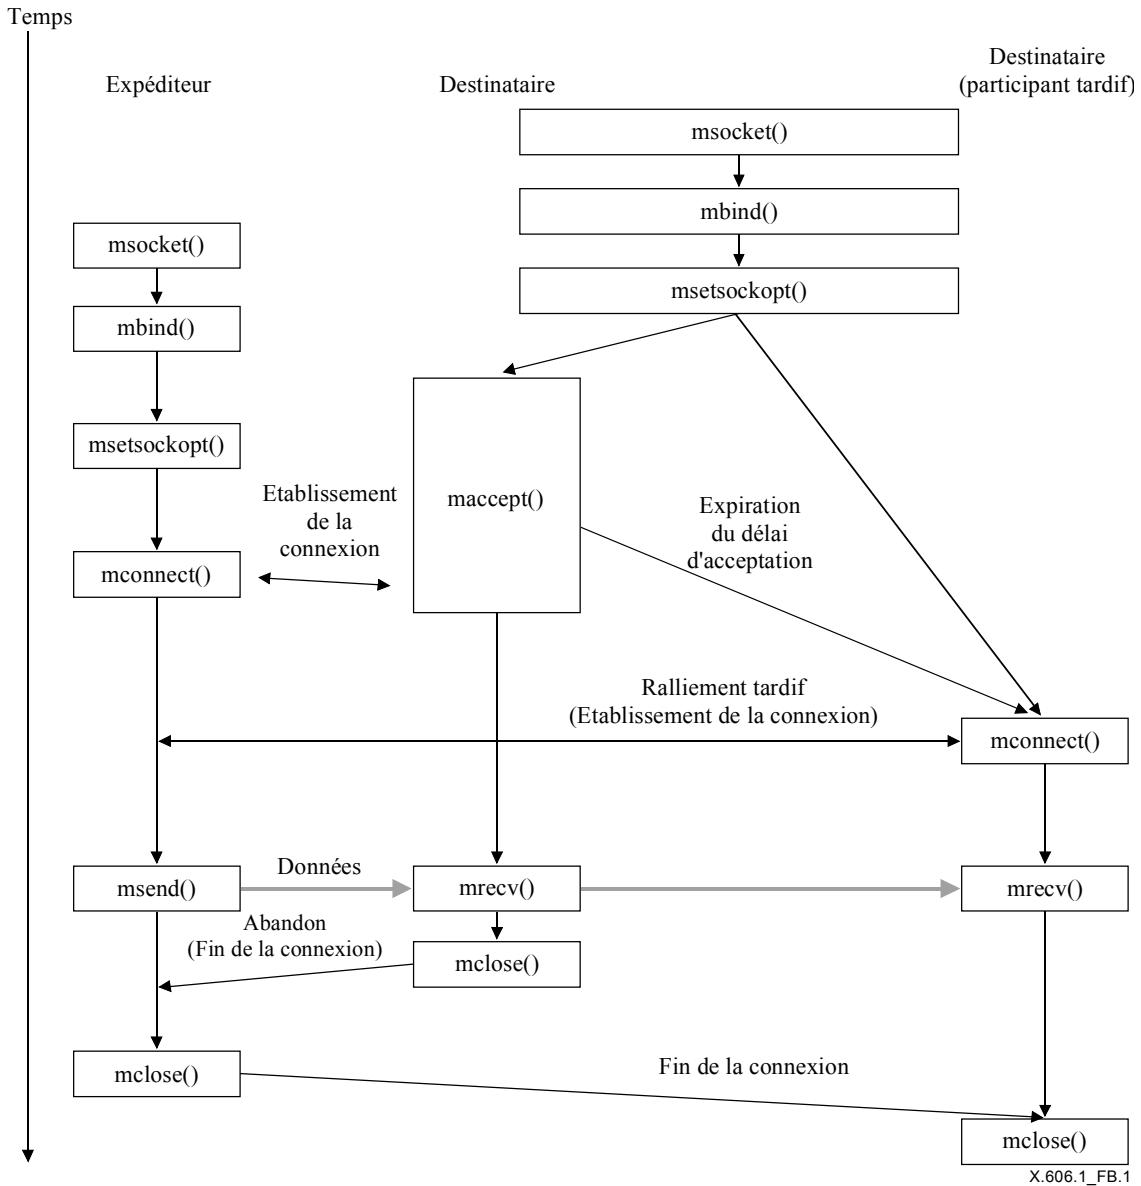 Temps
Expéditeur
Destinataire
Destinataire
(participant tardif)
msocket()
mbind()
msocket()
msetsockopt()
mbind()
msetsockopt()
Etablissement
de la
connexion
maccept()
Expiration
du délai
d'acceptation
mconnect()
Ralliement tardif
(Etablissement de la connexion)
mconnect()
Données
msend()
mrecv()
mrecv()
Abandon
(Fin de la connexion)
mclose()
mclose()
Fin de la connexion
mclose()
X.606.1_FB.1